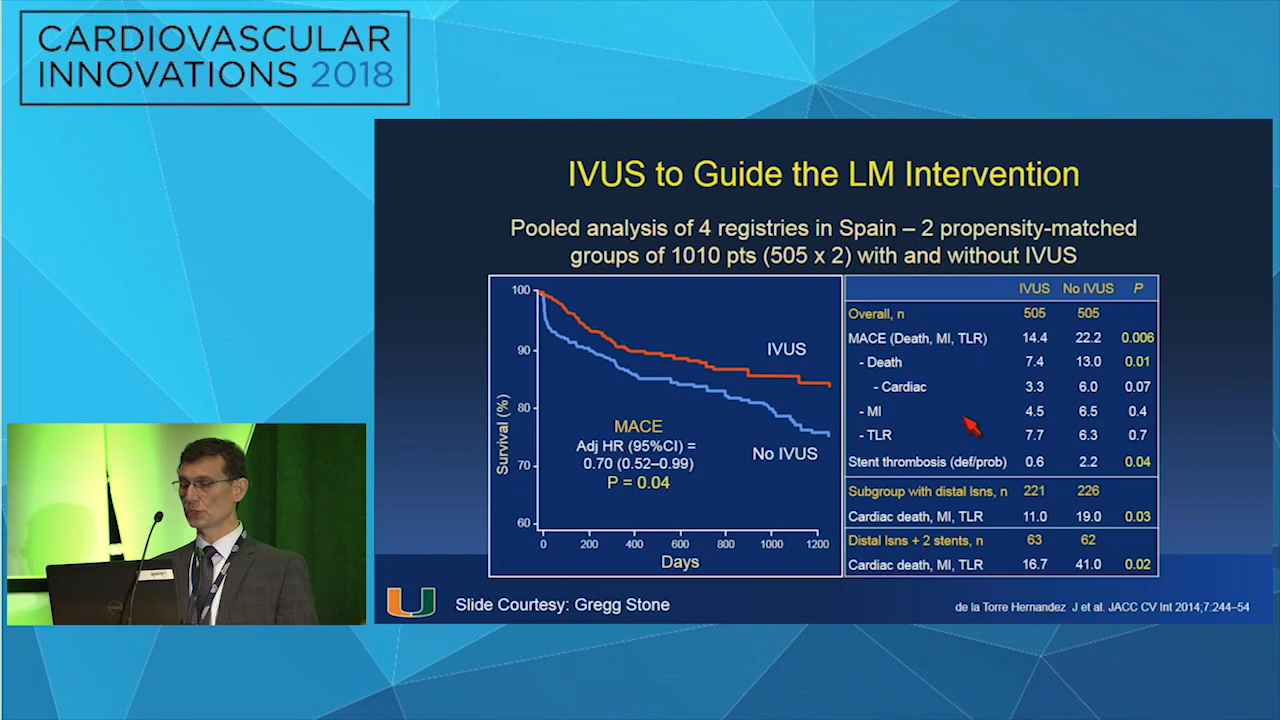 CARDIOVASCULAR
INNOVATIONS 2018
IVUS to Guide the LM Intervention
Pooled analysis of 4 registries in Spain – 2 propensity-matched
groups of 1010 pts (505 x 2) with and without IVUS
Survival (%)
100
90
80
70
60
0 200 400 600 800 1000 1200
Days
IVUS
No IVUS
MACE
Adj HR (95%CI) =
0.70 (0.52–0.99)
P = 0.04
IVUS No IVUS P
Overall, n 505 505
MACE (Death, MI, TLR) 14.4 22.2 0.006
- Death 7.4 13.0 0.01
- Cardiac 3.3 6.0 0.07
- MI 4.5 6.5 0.4
- TLR 7.7 6.3 0.7
Stent thrombosis (def/prob) 0.6 2.2 0.04
Subgroup with distal lsns, n 221 226
Cardiac death, MI, TLR 11.0 19.0 0.03
Distal lsns + 2 stents, n 63 62
Cardiac death, MI, TLR 16.7 41.0 0.02
U
Slide Courtesy: Gregg Stone
de la Torre Hernandez J et al. JACC CV Int 2014;7:244–54